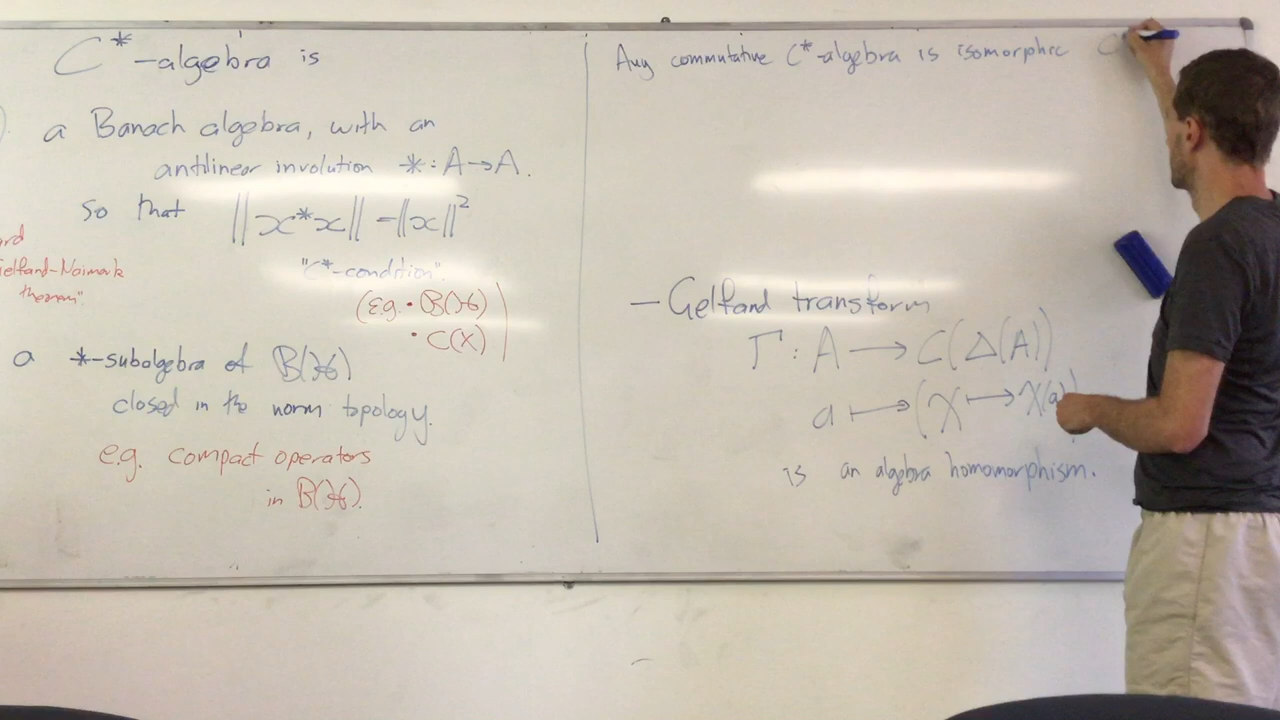 C*-algebra is
a Banach algebra, with an
antilinear involution *: A→A.
so that ||x*x|| = ||x||²
"C*-condition".
(e.g. • B(H)
• C(X)
Gelfand-Naimark
theorem".
a *-subalgebra of B(H)
closed in the norm topology.
e.g. compact operators
in B(H).
Any commutative C*-algebra is isomorphic C
— Gelfand transform
Γ: A ⟶ C(Δ(A))
a ⟼ (χ ⟼ χ(a)
is an algebra homomorphism.